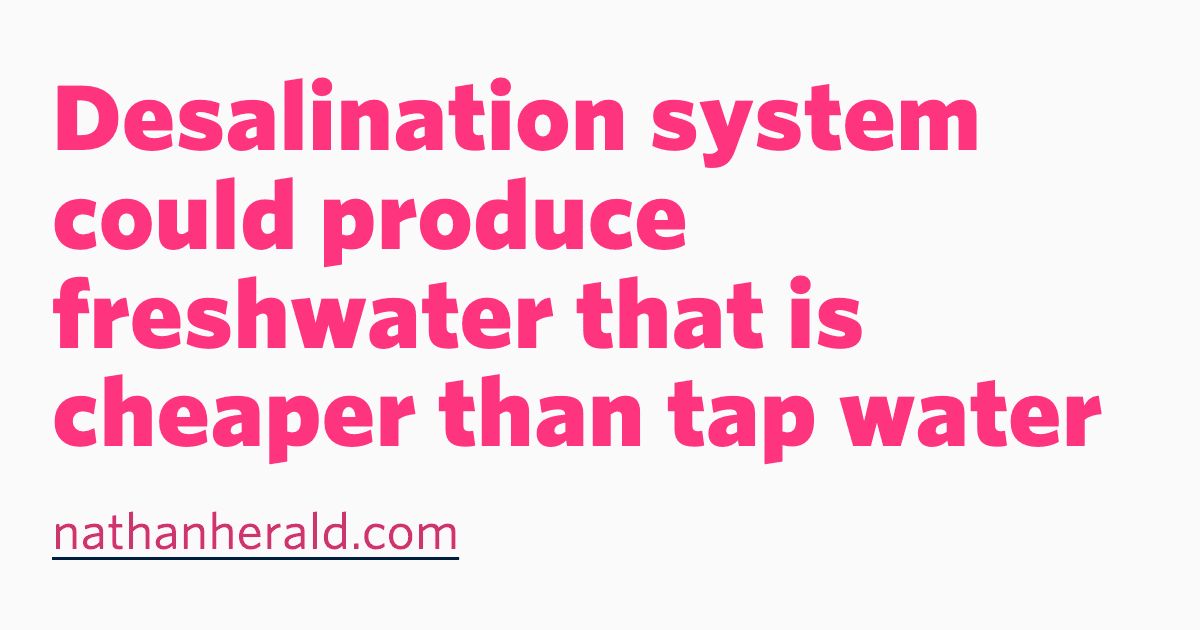 Desalination system
could produce
freshwater that is
cheaper than tap water
nathanherald.com